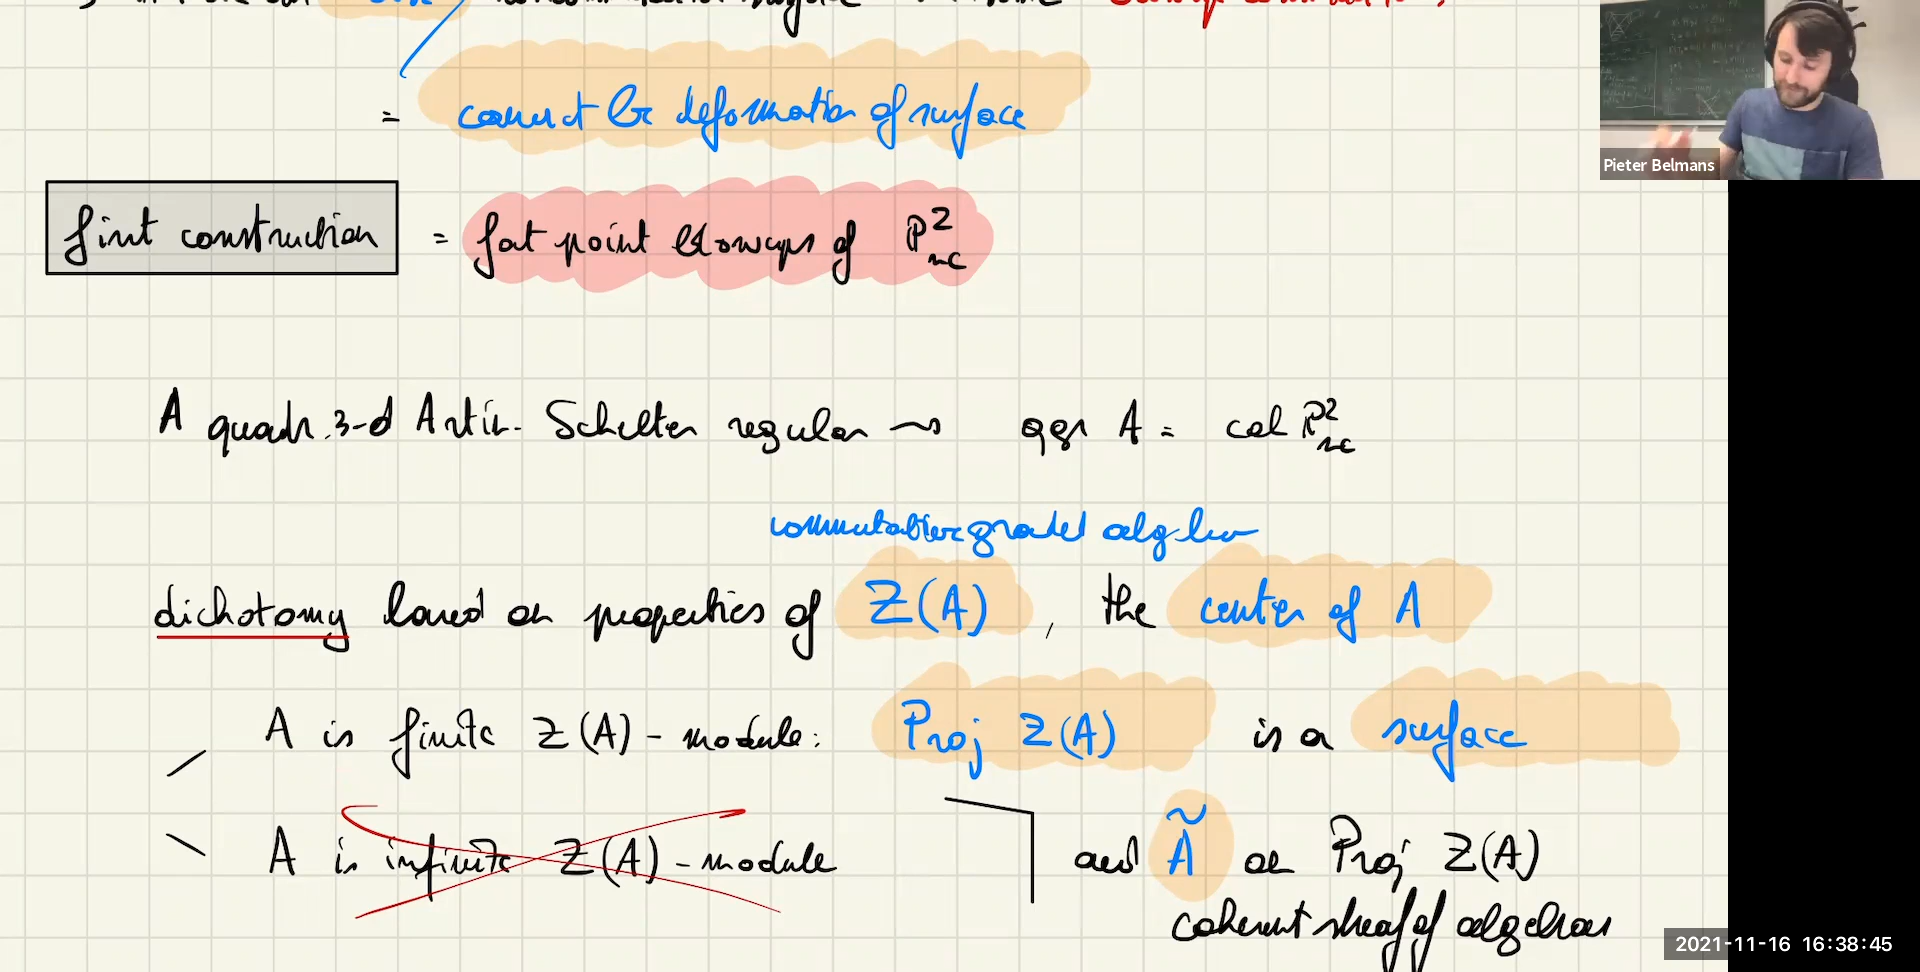 = cannot be deformation of surface
first construction = fat point blowups of ℙ²nc
A quadr. 3-d Artin-Schelter regular ⇝ qgr A = coh ℙ²nc
commutative graded algebra
dichotomy based on properties of Z(A), the center of A
A is finite Z(A)-module: Proj Z(A) is a surface
A is infinite Z(A)-module and Ã on Proj Z(A)
coherent sheaf of algebras
Pieter Belmans
2021-11-16 16:38:45